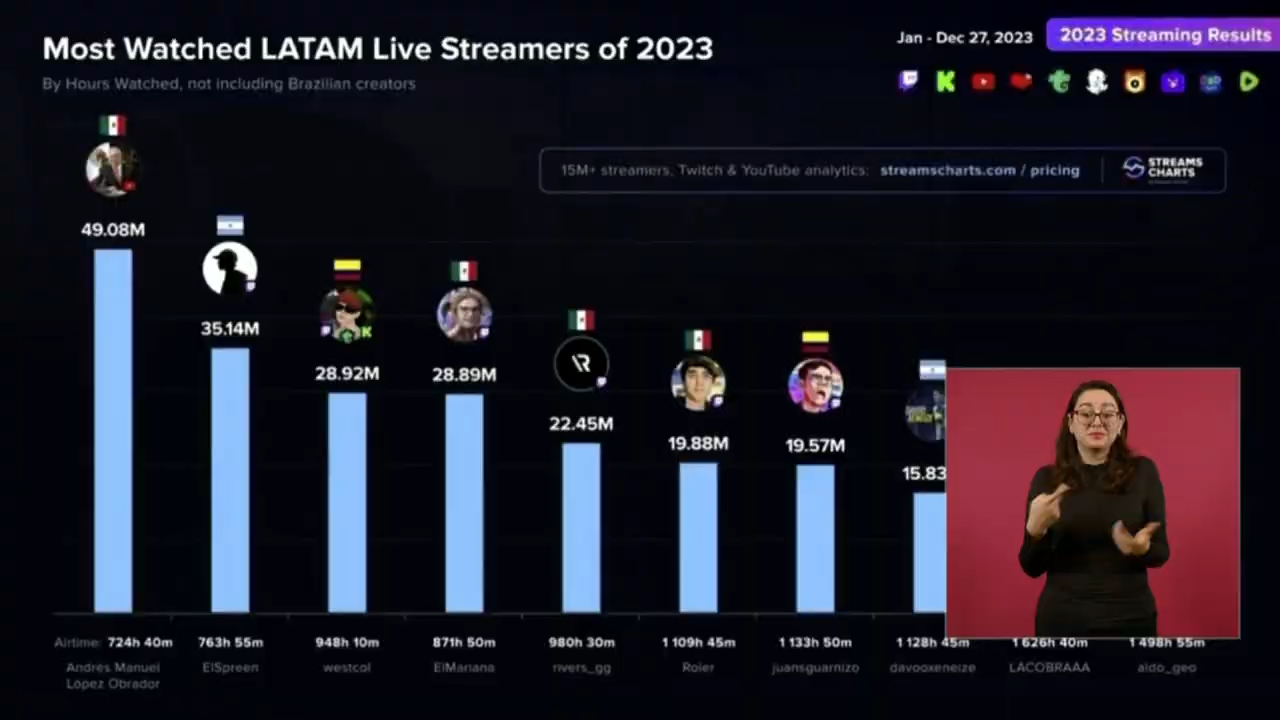 Most Watched LATAM Live Streamers of 2023
By Hours Watched, not including Brazilian creators
Jan - Dec 27, 2023
2023 Streaming Results
15M+ streamers, Twitch & YouTube analytics: streamscharts.com / pricing
STREAMS
CHARTS
49.08M
35.14M
28.92M
28.89M
22.45M
19.88M
19.57M
15.83
Airtime: 724h 40m 763h 55m 948h 10m 871h 50m 980h 30m 1 109h 45m 1 133h 50m 1 128h 45m 1 626h 40m 1 498h 55m
Andrés Manuel ElSpreen westcol ElMariana rivers_gg Roier juansguarnizo davooxeneize LACOBRAAA aldo_geo
López Obrador